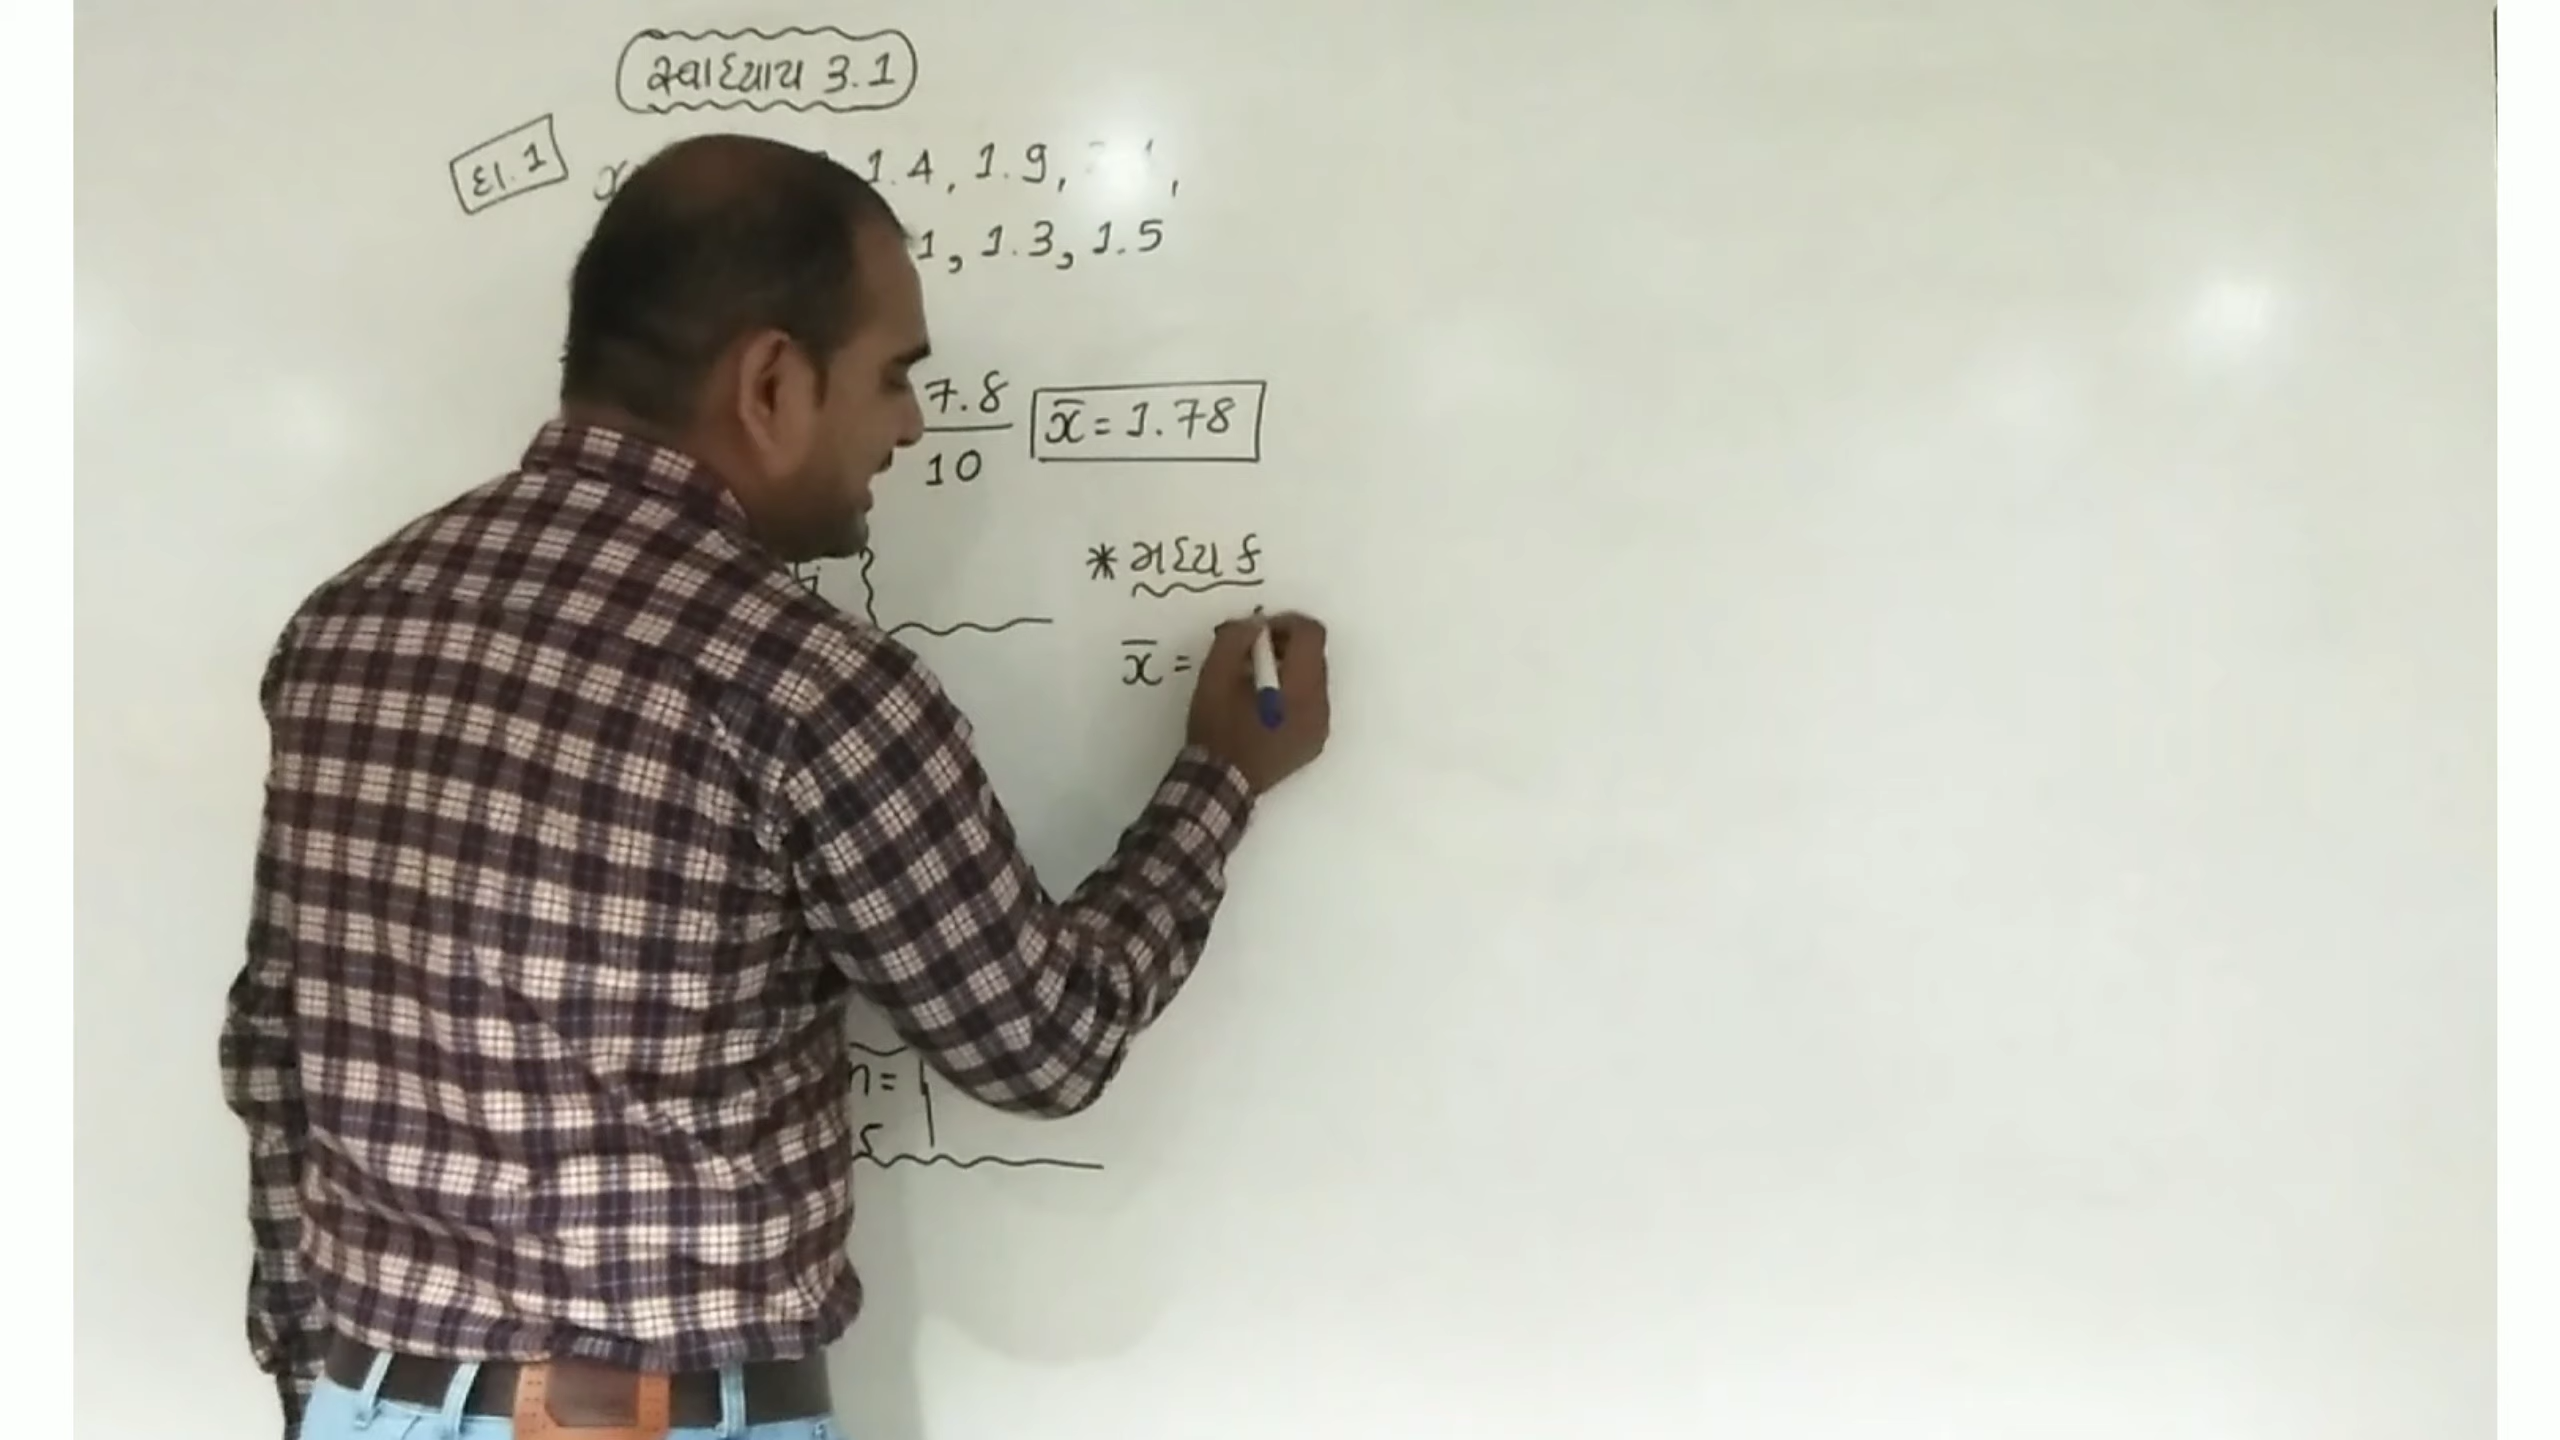 સ્વાધ્યાય 3.1
દા.1 x 1.4, 1.9,
1, 1.3, 1.5
7.8
10
x̄ = 1.78
* મધ્યક
x̄ =
n =
5